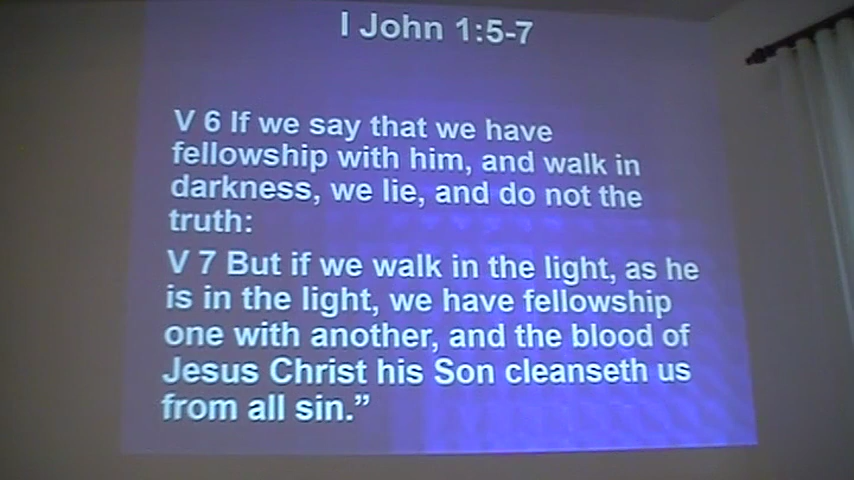 I John 1:5-7
V 6 If we say that we have
fellowship with him, and walk in
darkness, we lie, and do not the
truth:
V 7 But if we walk in the light, as he
is in the light, we have fellowship
one with another, and the blood of
Jesus Christ his Son cleanseth us
from all sin.”